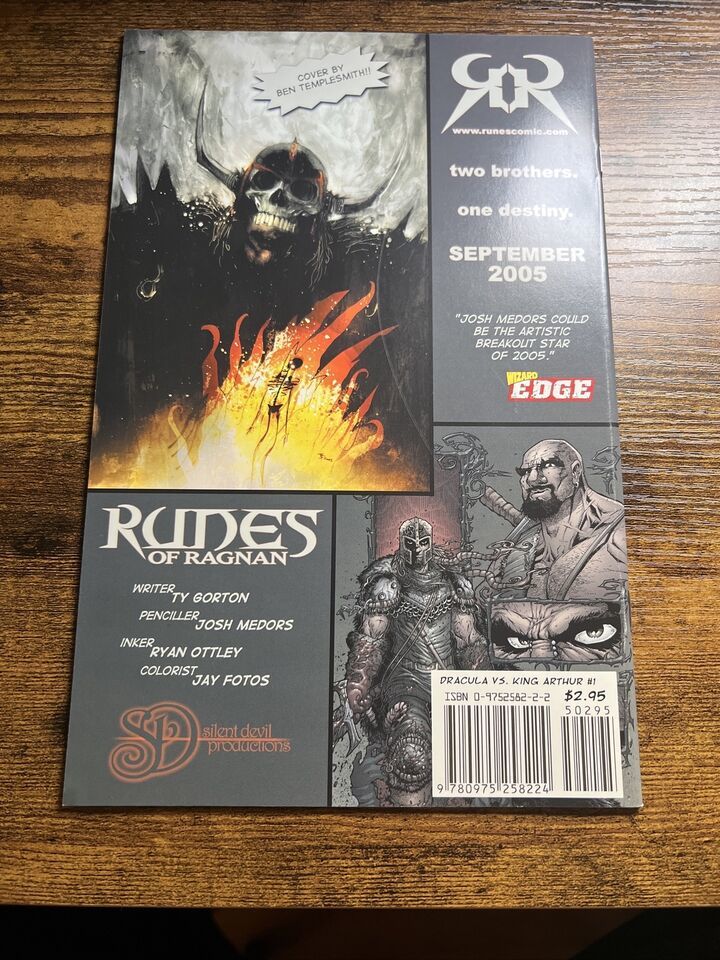 COVER BY
BEN TEMPLESMITH!!
ROR
www.runescomic.com
two brothers.
one destiny.
SEPTEMBER
2005
"JOSH MEDORS COULD
BE THE ARTISTIC
BREAKOUT STAR
OF 2005."
WIZARD
EDGE
RUNES
OF RAGNAN
WRITER TY GORTON
PENCILLER JOSH MEDORS
INKER RYAN OTTLEY
COLORIST JAY FOTOS
SD silent devil
productions
DRACULA VS. KING ARTHUR #1
ISBN 0-9752582-2-2 $2.95
50295
9 780975 258224